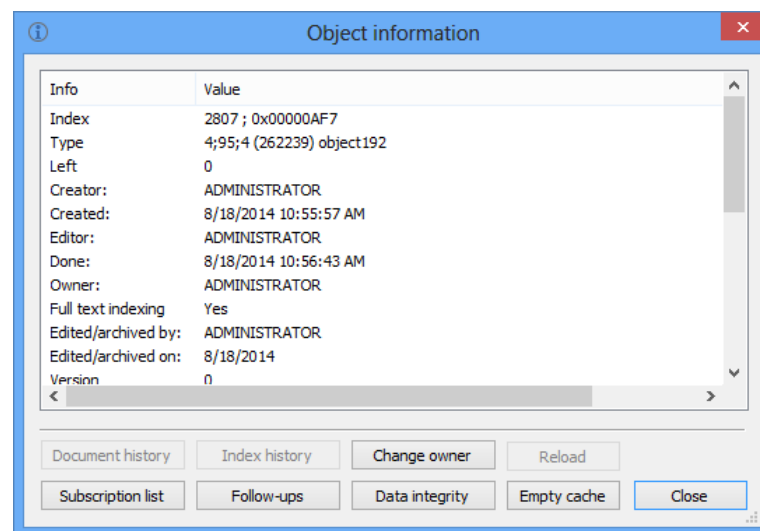 Object information
Info Value
Index 2807 ; 0x00000AF7
Type 4;95;4 (262239) object192
Left 0
Creator: ADMINISTRATOR
Created: 8/18/2014 10:55:57 AM
Editor: ADMINISTRATOR
Done: 8/18/2014 10:56:43 AM
Owner: ADMINISTRATOR
Full text indexing Yes
Edited/archived by: ADMINISTRATOR
Edited/archived on: 8/18/2014
Version 0
Document history Index history Change owner Reload
Subscription list Follow-ups Data integrity Empty cache Close